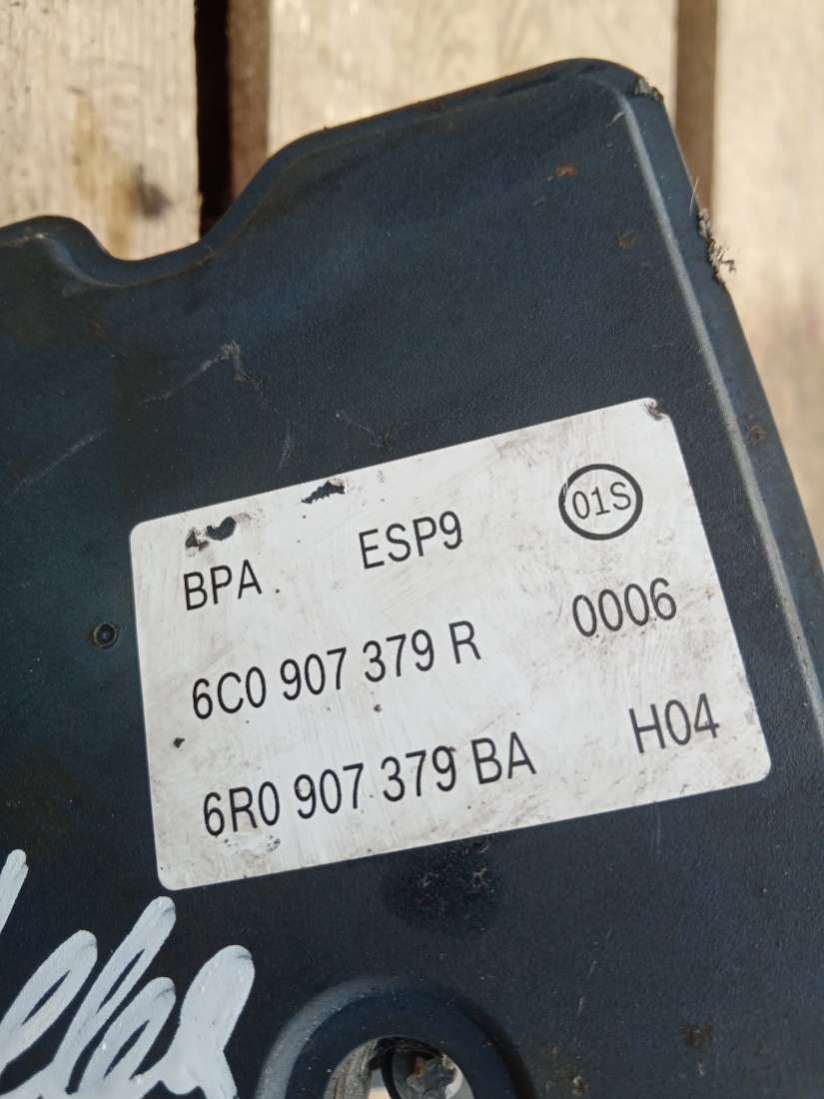 BPA ESP9 01S
6C0 907 379 R 0006
6R0 907 379 BA H04